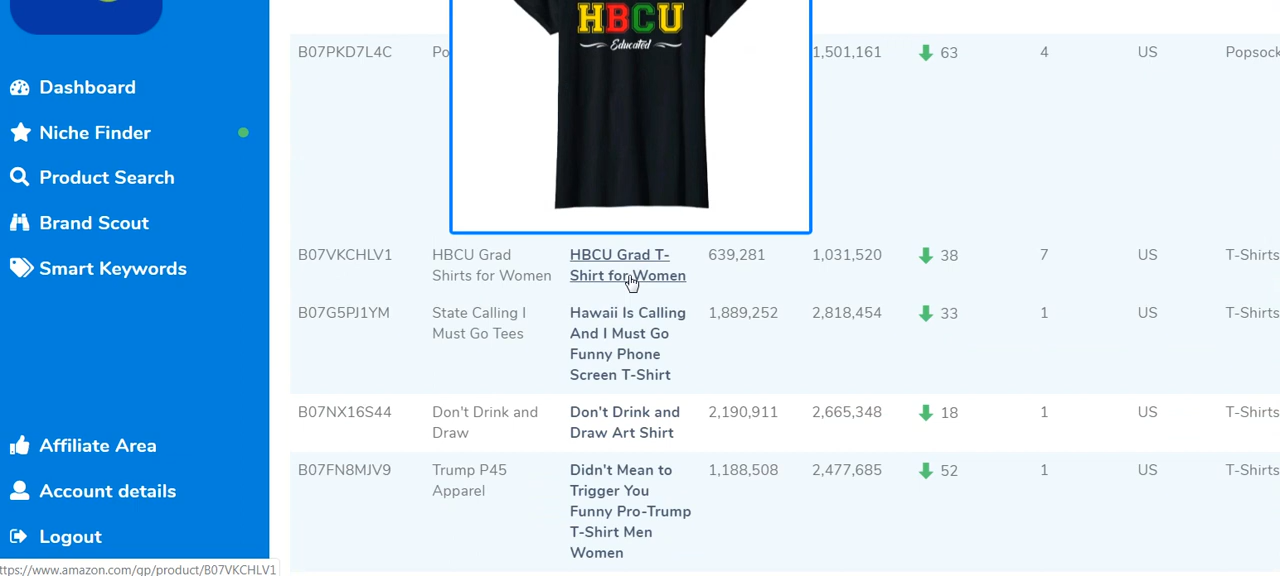 HBCU
Educated
B07PKD7L4C Po 1,501,161 63 4 US Popsock
Dashboard
Niche Finder
Product Search
Brand Scout
Smart Keywords
B07VKCHLV1 HBCU Grad HBCU Grad T- 639,281 1,031,520 38 7 US T-Shirts
Shirts for Women Shirt for Women
B07G5PJ1YM State Calling I Hawaii Is Calling 1,889,252 2,818,454 33 1 US T-Shirts
Must Go Tees And I Must Go
Funny Phone
Screen T-Shirt
B07NX16S44 Don't Drink and Don't Drink and 2,190,911 2,665,348 18 1 US T-Shirts
Draw Draw Art Shirt
B07FN8MJV9 Trump P45 Didn't Mean to 1,188,508 2,477,685 52 1 US T-Shirts
Apparel Trigger You
Funny Pro-Trump
T-Shirt Men
Women
Affiliate Area
Account details
Logout
ttps://www.amazon.com/gp/product/B07VKCHLV1